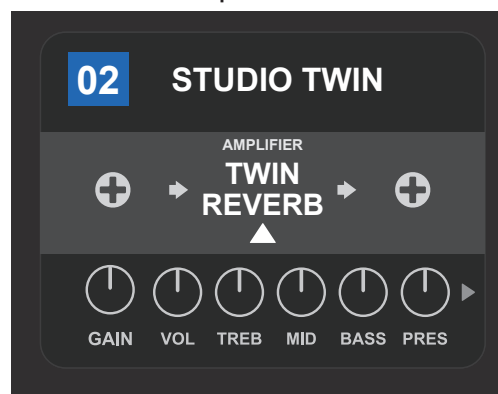 02 STUDIO TWIN
AMPLIFIER
TWIN
REVERB
GAIN VOL TREB MID BASS PRES